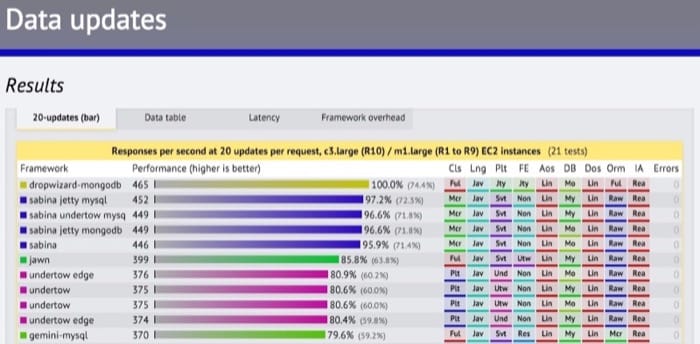 Data updates
Results
20-updates (bar) Data table Latency Framework overhead
Responses per second at 20 updates per request, c3.large (R10) / m1.large (R1 to R9) EC2 instances (21 tests)
Framework Performance (higher is better) Cls Lng Plt FE Aos DB Dos Orm IA Errors
dropwizard-mongodb 465 100.0% (74.4%) Ful Jav Jty Jty Lin Mo Lin Ful Rea 0
sabina jetty mysql 452 97.2% (72.3%) Mcr Jav Svt Non Lin My Lin Raw Rea 0
sabina undertow mysq 449 96.6% (71.8%) Mcr Jav Svt Non Lin My Lin Raw Rea 0
sabina jetty mongodb 449 96.6% (71.8%) Mcr Jav Svt Non Lin Mo Lin Raw Rea 0
sabina 446 95.9% (71.4%) Mcr Jav Svt Non Lin Mo Lin Raw Rea 0
jawn 399 85.8% (63.8%) Ful Jav Svt Utw Lin My Lin Raw Rea 0
undertow edge 376 80.9% (60.2%) Plt Jav Und Non Lin Mo Lin Raw Rea 0
undertow 375 80.6% (60.0%) Plt Jav Utw Non Lin My Lin Raw Rea 0
undertow 375 80.6% (60.0%) Plt Jav Utw Non Lin Mo Lin Raw Rea 0
undertow edge 374 80.4% (59.8%) Plt Jav Und Non Lin My Lin Raw Rea 0
gemini-mysql 370 79.6% (59.2%) Ful Jav Svt Res Lin My Lin Mcr Rea 0